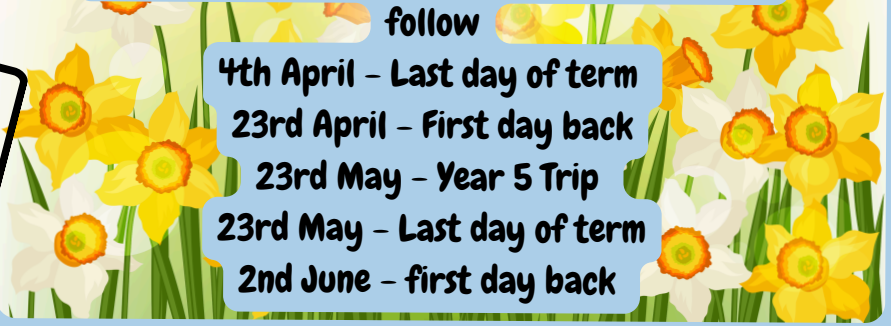 follow
4th April - Last day of term
23rd April - First day back
23rd May - Year 5 Trip
23rd May - Last day of term
2nd June - first day back